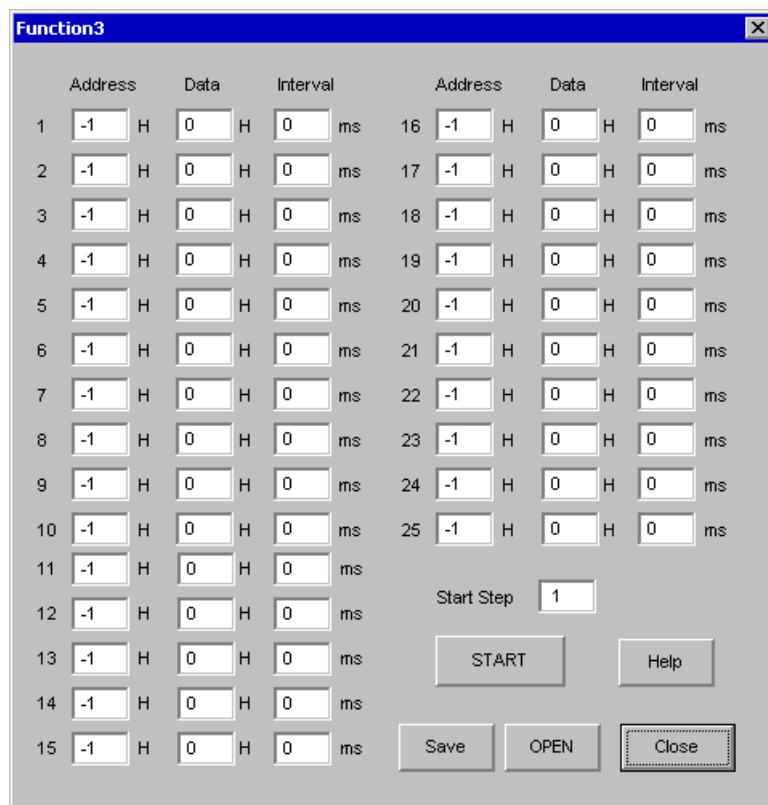 Function3
Address Data Interval Address Data Interval
1 -1 H 0 H 0 ms 16 -1 H 0 H 0 ms
2 -1 H 0 H 0 ms 17 -1 H 0 H 0 ms
3 -1 H 0 H 0 ms 18 -1 H 0 H 0 ms
4 -1 H 0 H 0 ms 19 -1 H 0 H 0 ms
5 -1 H 0 H 0 ms 20 -1 H 0 H 0 ms
6 -1 H 0 H 0 ms 21 -1 H 0 H 0 ms
7 -1 H 0 H 0 ms 22 -1 H 0 H 0 ms
8 -1 H 0 H 0 ms 23 -1 H 0 H 0 ms
9 -1 H 0 H 0 ms 24 -1 H 0 H 0 ms
10 -1 H 0 H 0 ms 25 -1 H 0 H 0 ms
11 -1 H 0 H 0 ms
12 -1 H 0 H 0 ms
13 -1 H 0 H 0 ms
14 -1 H 0 H 0 ms
15 -1 H 0 H 0 ms
Start Step 1
START Help
Save OPEN Close